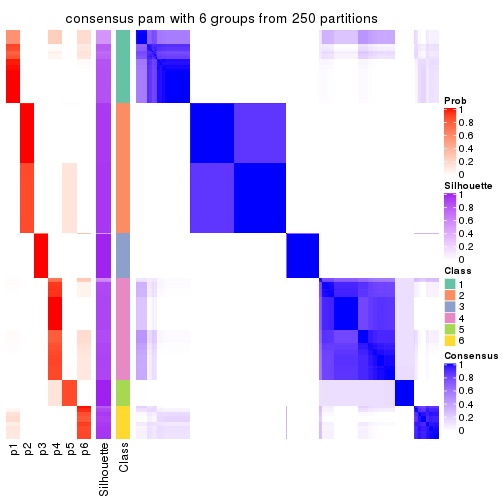 consensus pam with 6 groups from 250 partitions
Prob
1
0.8
0.6
0.4
0.2
0
Silhouette
1
0.8
0.6
0.4
0.2
0
Class
1
2
3
4
5
6
Consensus
1
0.8
0.6
0.4
0.2
0
p1
p2
p3
p4
p5
p6
Silhouette
Class